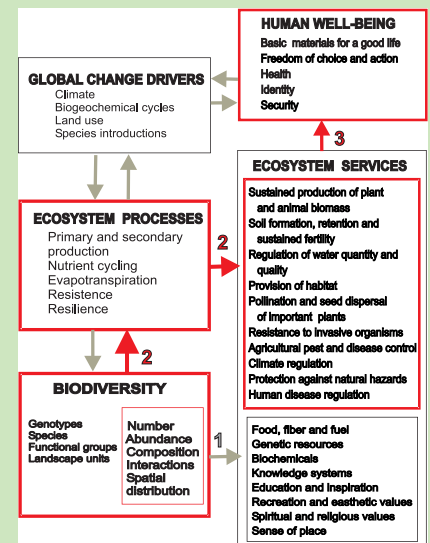 HUMAN WELL-BEING
Basic materials for a good life
Freedom of choice and action
Health
Identity
Security
GLOBAL CHANGE DRIVERS
Climate
Biogeochemical cycles
Land use
Species introductions
3
ECOSYSTEM SERVICES
Sustained production of plant
and animal biomass
Soil formation, retention and
sustained fertility
Regulation of water quantity and
quality
Provision of habitat
Pollination and seed dispersal
of important plants
Resistance to invasive organisms
Agricultural pest and disease control
Climate regulation
Protection against natural hazards
Human disease regulation
ECOSYSTEM PROCESSES
Primary and secondary
production
Nutrient cycling
Evapotranspiration
Resistence
Resilience
2
2
BIODIVERSITY
Genotypes
Species
Functional groups
Landscape units
Number
Abundance
Composition
Interactions
Spatial
distribution
1
Food, fiber and fuel
Genetic resources
Biochemicals
Knowledge systems
Education and inspiration
Recreation and easthetic values
Spiritual and religious values
Sense of place